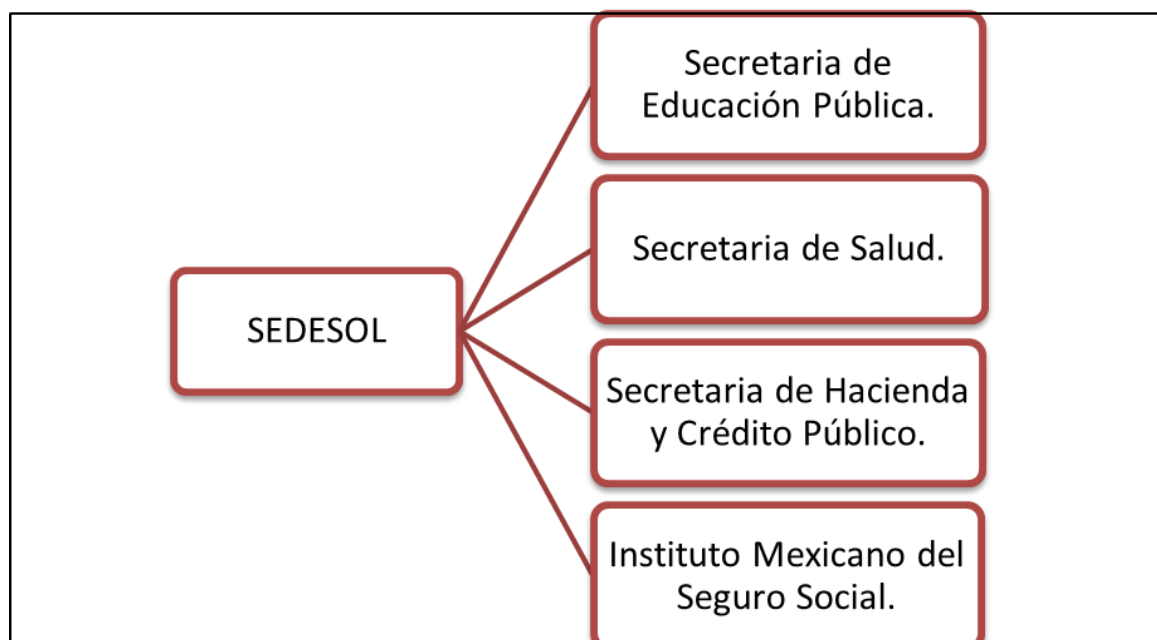 Secretaria de
Educación Pública.
Secretaria de Salud.
SEDESOL
Secretaria de Hacienda
y Crédito Público.
Instituto Mexicano del
Seguro Social.